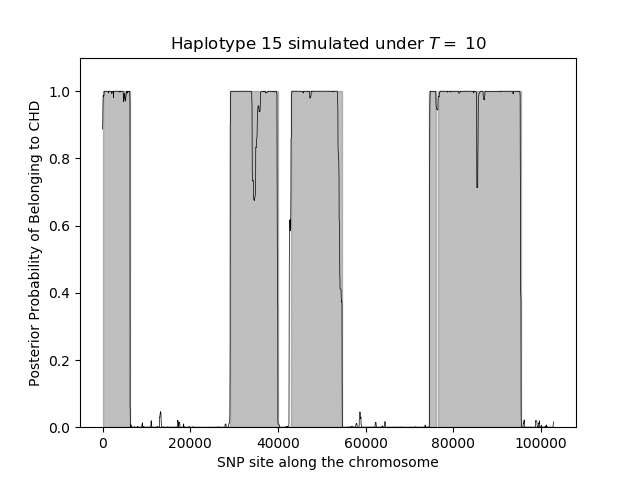 Haplotype 15 simulated under T = 10
Posterior Probability of Belonging to CHD
1.0
0.8
0.6
0.4
0.2
0.0
0 20000 40000 60000 80000 100000
SNP site along the chromosome